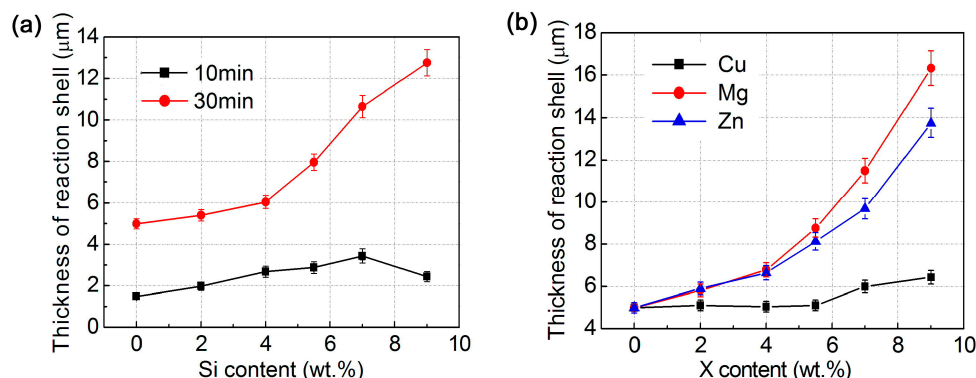 (a)
Thickness of reaction shell (μm)
14
12
10
8
6
4
2
0
10min
30min
0 2 4 6 8 10
Si content (wt.%)
(b)
Thickness of reaction shell (μm)
18
16
14
12
10
8
6
4
Cu
Mg
Zn
0 2 4 6 8 10
X content (wt.%)